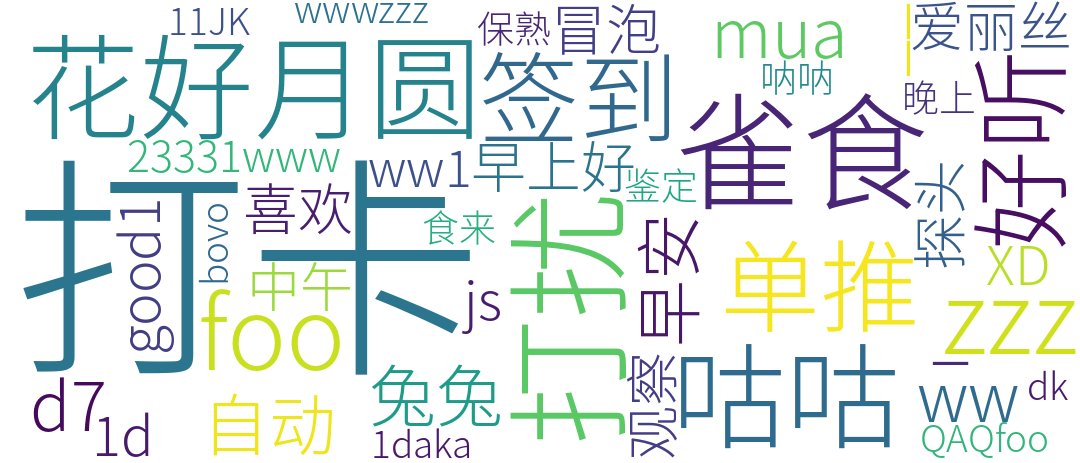 11JK
wwwzzz
保熟
冒泡
mua
呐呐
爱丽丝
晚上
花好月圆
签到
雀食
好听
23331www
ww1
早上好
鉴定
探头
打卡
good1
喜欢
bovo
食来
打扰
早安
单推
XD
中午
foo
js
zzz
d7
1d
自动
兔兔
1daka
观察
咕咕
ww
dk
QAQfoo